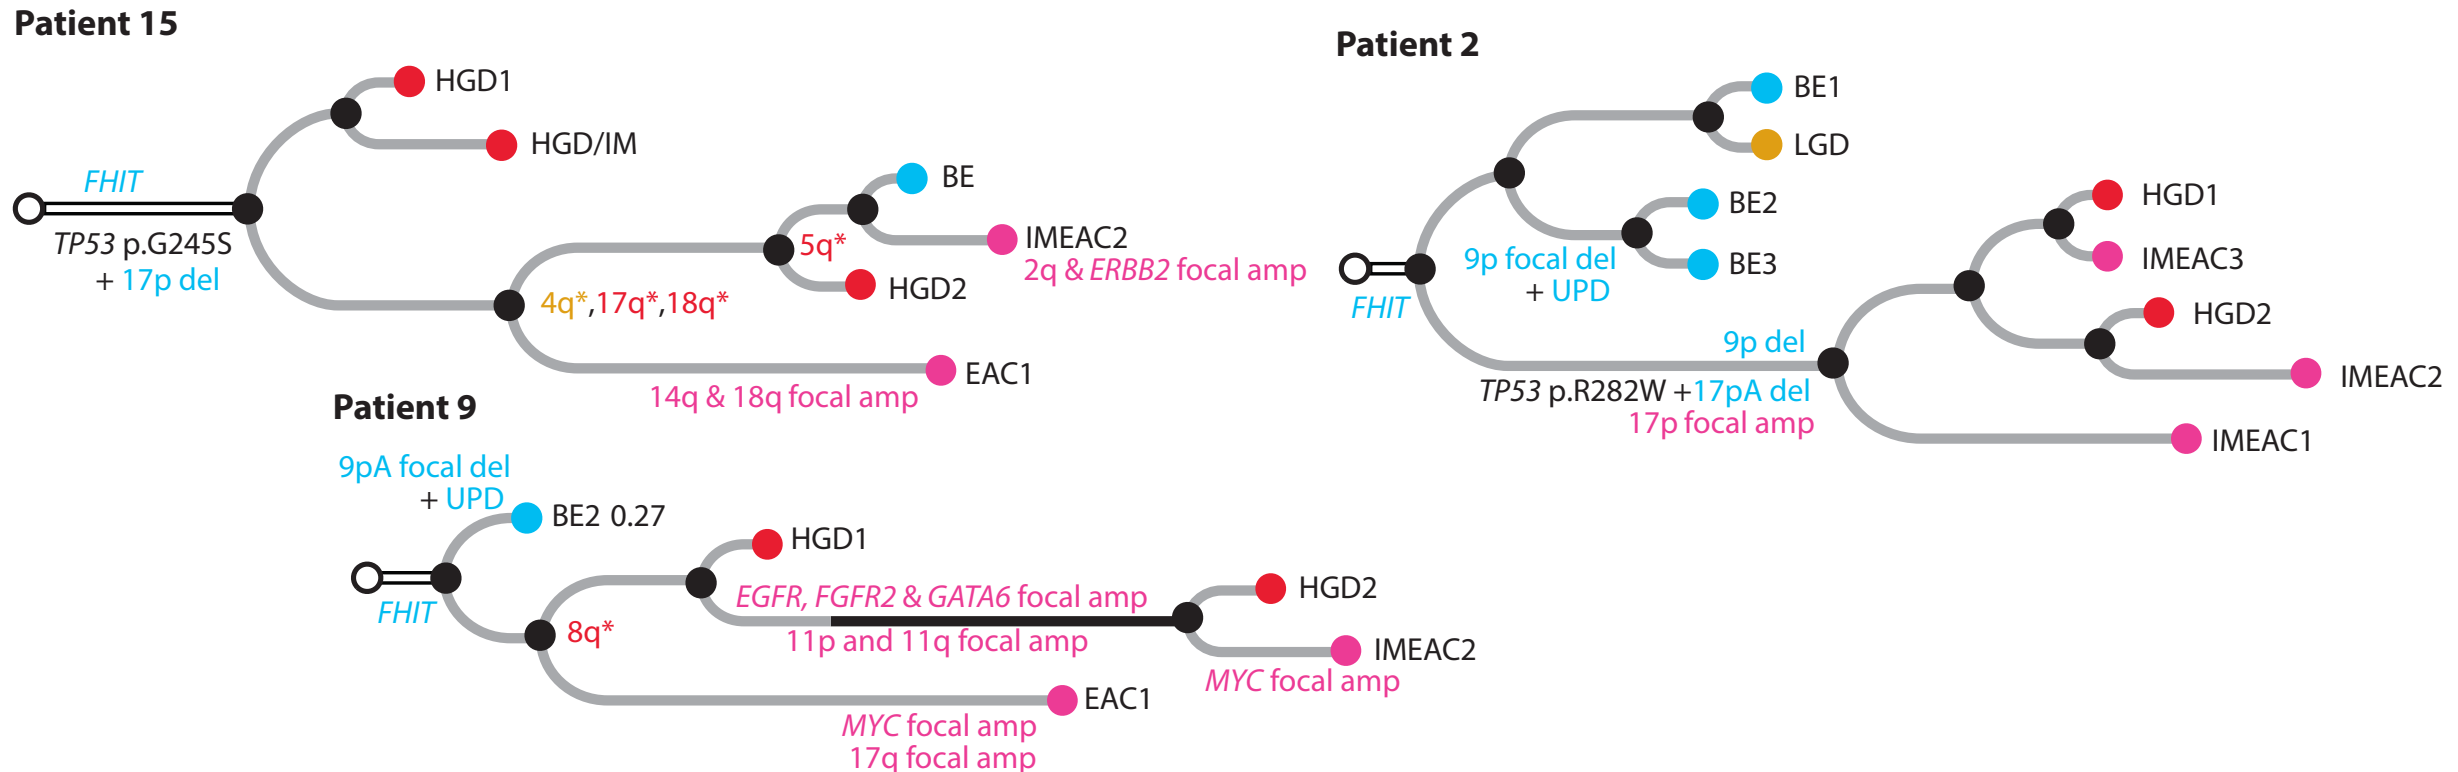 Patient 15
HGD1
HGD/IM
FHIT
TP53 p.G245S
+ 17p del
BE
5q*
IMEAC2
2q & ERBB2 focal amp
HGD2
4q*,17q*,18q*
EAC1
14q & 18q focal amp
Patient 2
BE1
LGD
BE2
9p focal del
+ UPD
BE3
FHIT
HGD1
IMEAC3
HGD2
9p del
TP53 p.R282W +17pA del
17p focal amp
IMEAC2
IMEAC1
Patient 9
9pA focal del
+ UPD
BE2 0.27
FHIT
HGD1
8q*
EGFR, FGFR2 & GATA6 focal amp
11p and 11q focal amp
HGD2
IMEAC2
MYC focal amp
EAC1
MYC focal amp
17q focal amp